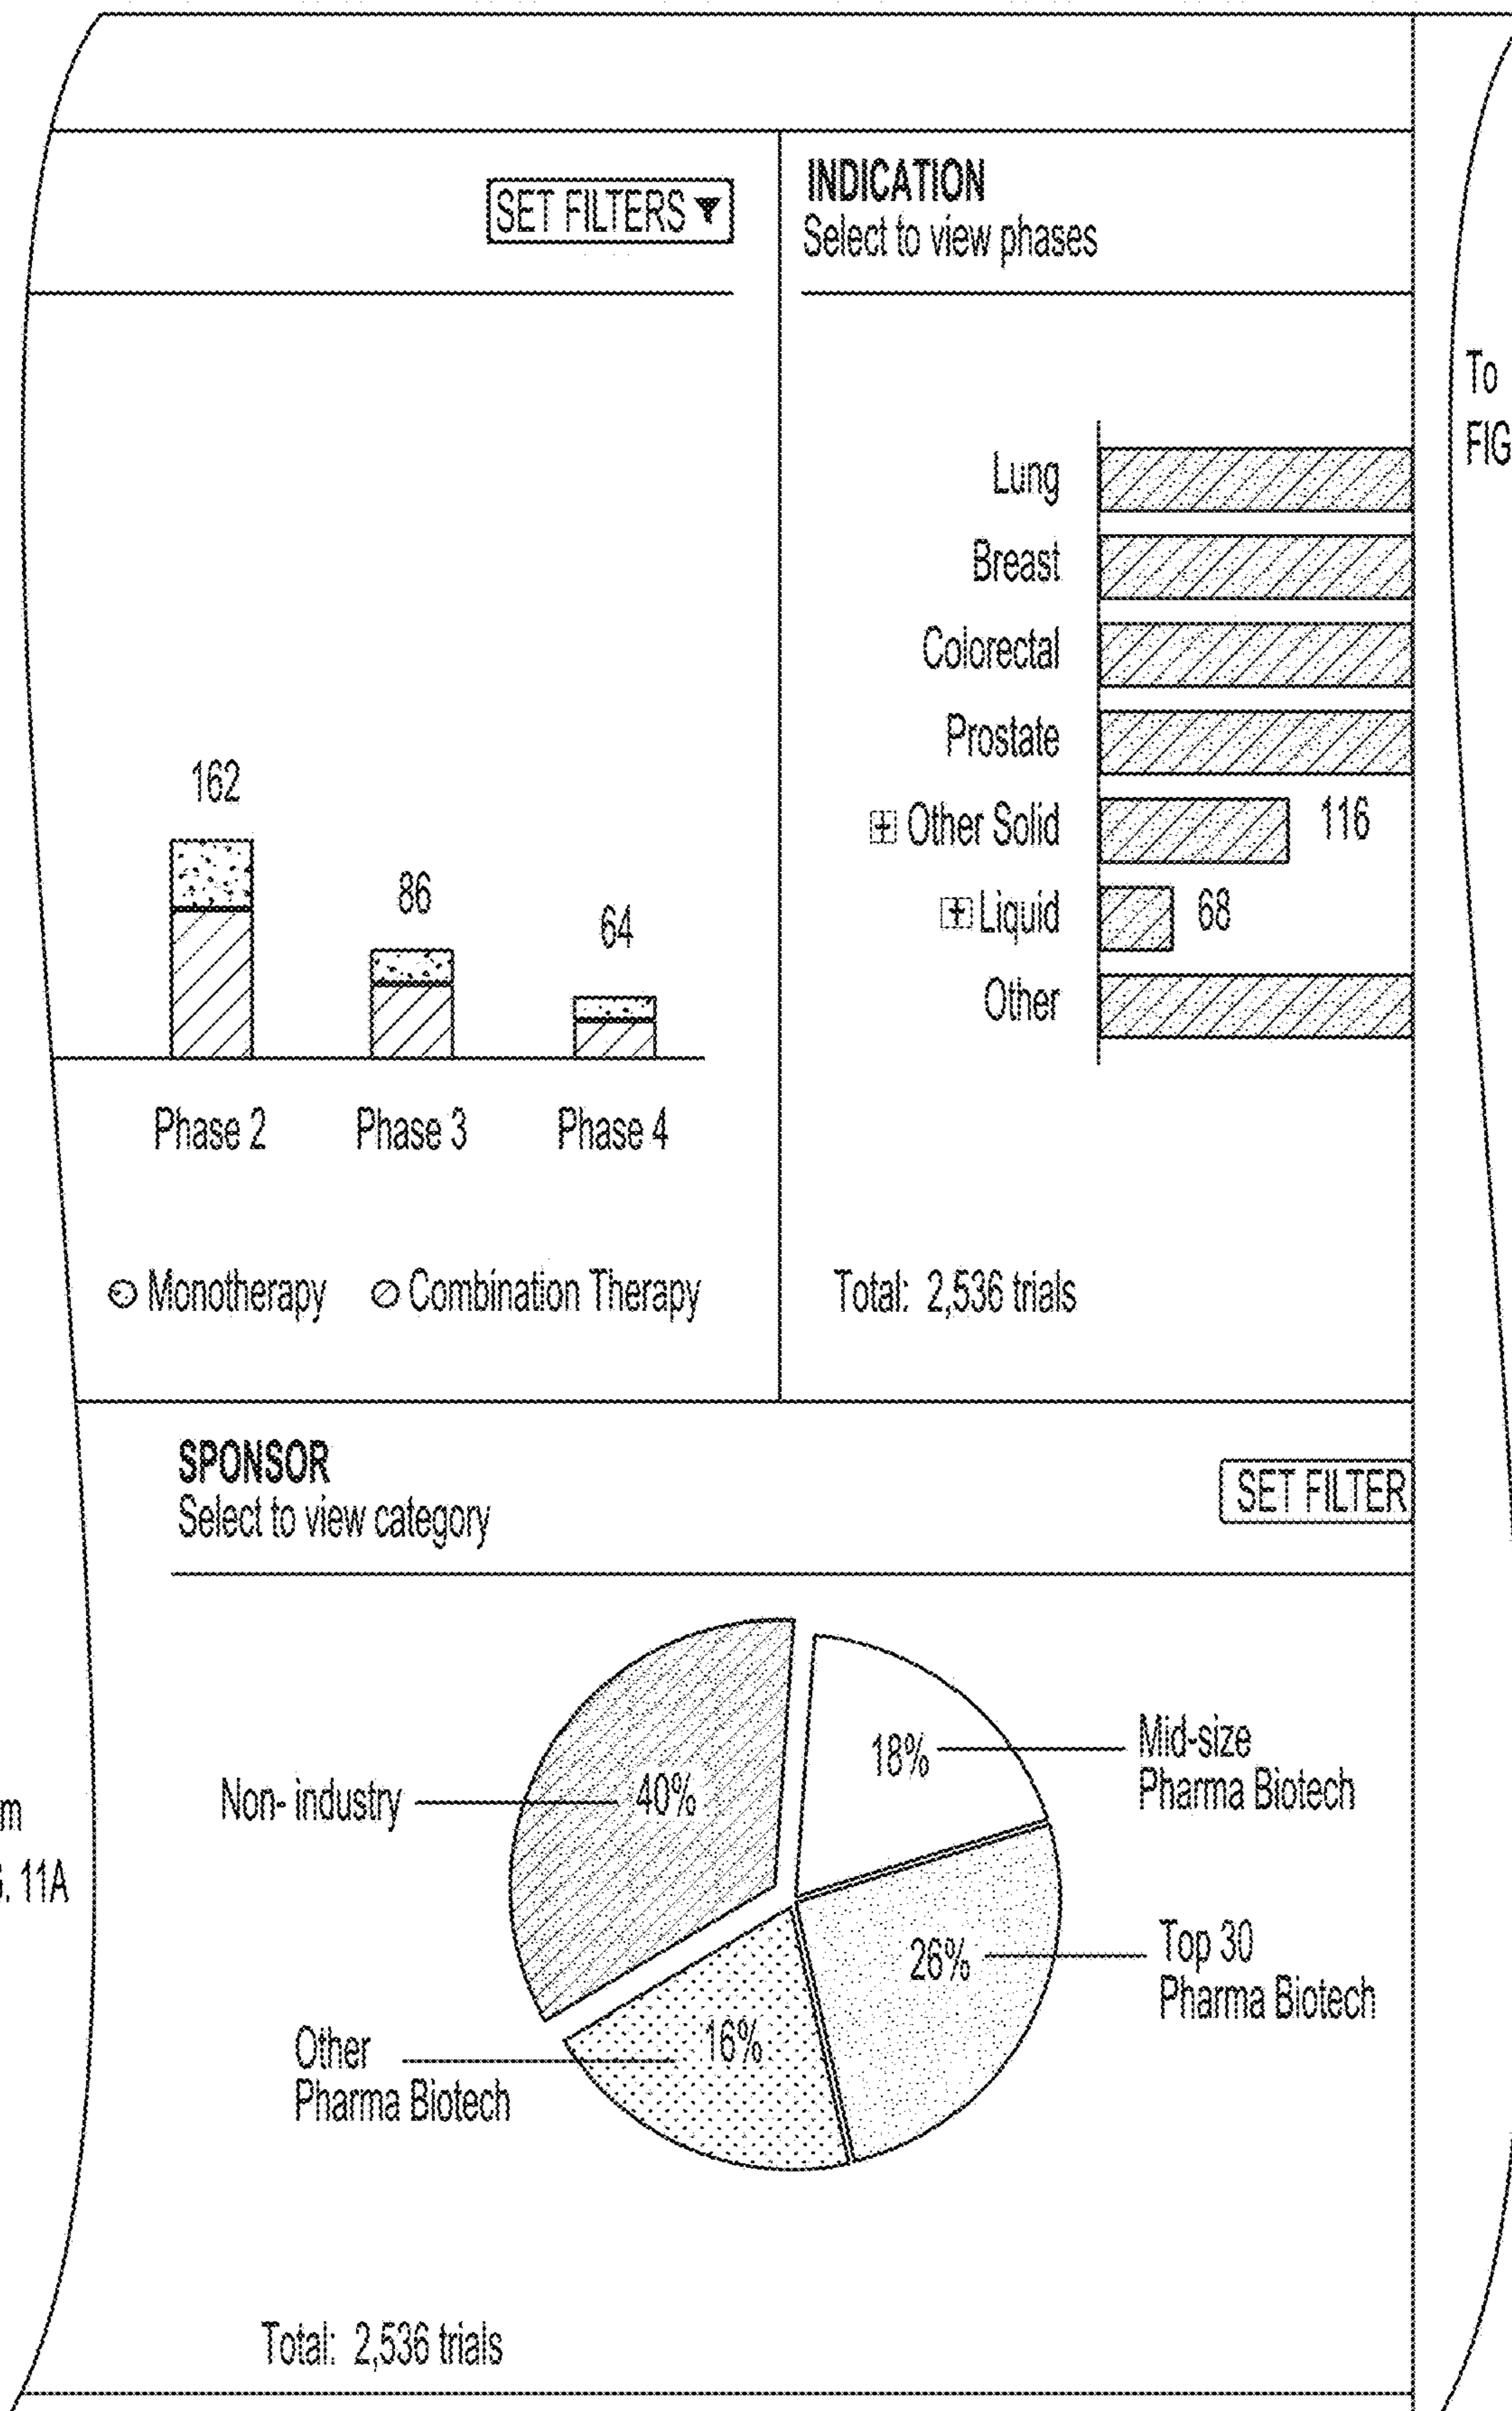 SET FILTERS
INDICATION
Select to view phases
To
FIG
Lung
Breast
Colorectal
Prostate
Other Solid 116
Liquid 68
Other
162
86
64
Phase 2 Phase 3 Phase 4
Monotherapy Combination Therapy
Total: 2,536 trials
SPONSOR
Select to view category
SET FILTER
18%
Mid-size
Pharma Biotech
Non- industry
40%
m
. 11A
26%
Top 30
Pharma Biotech
16%
Other
Pharma Biotech
Total: 2,536 trials